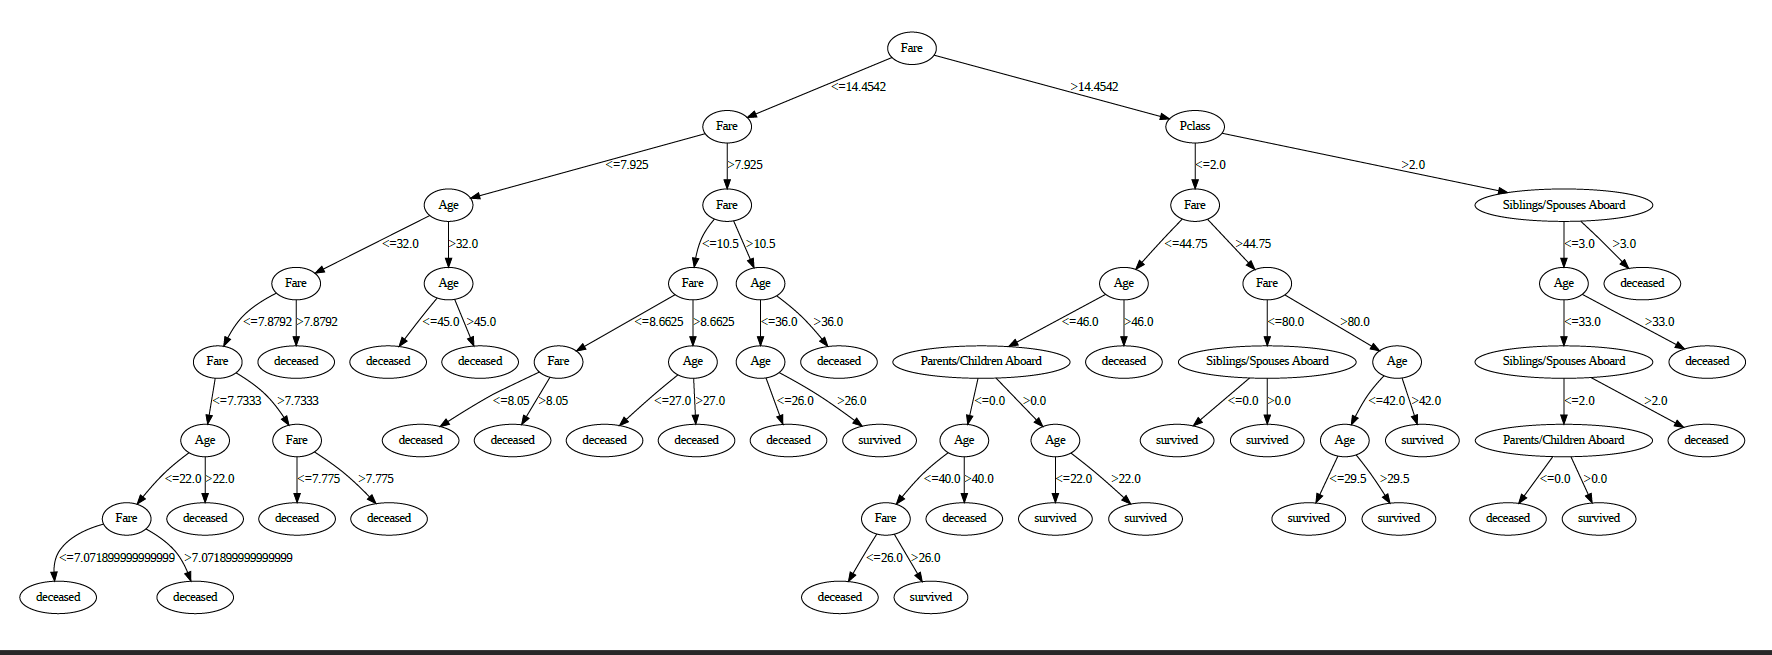 Fare
<=14.4542 >14.4542
Fare Pclass
<=7.925 >7.925 <=2.0 >2.0
Age Fare Fare Siblings/Spouses Aboard
<=32.0 >32.0 <=10.5 >10.5 <=44.75 >44.75 <=3.0 >3.0
Fare Age Fare Age Age Fare Age deceased
<=7.8792 >7.8792 <=45.0 >45.0 <=8.6625 >8.6625 <=36.0 >36.0 <=46.0 >46.0 <=80.0 >80.0 <=33.0 >33.0
Fare deceased deceased deceased Fare Age Age deceased Parents/Children Aboard deceased Siblings/Spouses Aboard Age Siblings/Spouses Aboard deceased
<=7.7333 >7.7333 <=8.05 >8.05 <=27.0 >27.0 <=26.0 >26.0 <=0.0 >0.0 <=0.0 >0.0 <=42.0 >42.0 <=2.0 >2.0
Age Fare deceased deceased deceased deceased deceased survived Age Age survived survived Age survived Parents/Children Aboard deceased
<=22.0 >22.0 <=7.775 >7.775 <=40.0 >40.0 <=22.0 >22.0 <=29.5 >29.5 <=0.0 >0.0
Fare deceased deceased deceased Fare deceased survived survived survived survived deceased survived
<=7.071899999999999 >7.071899999999999 <=26.0 >26.0
deceased deceased deceased survived